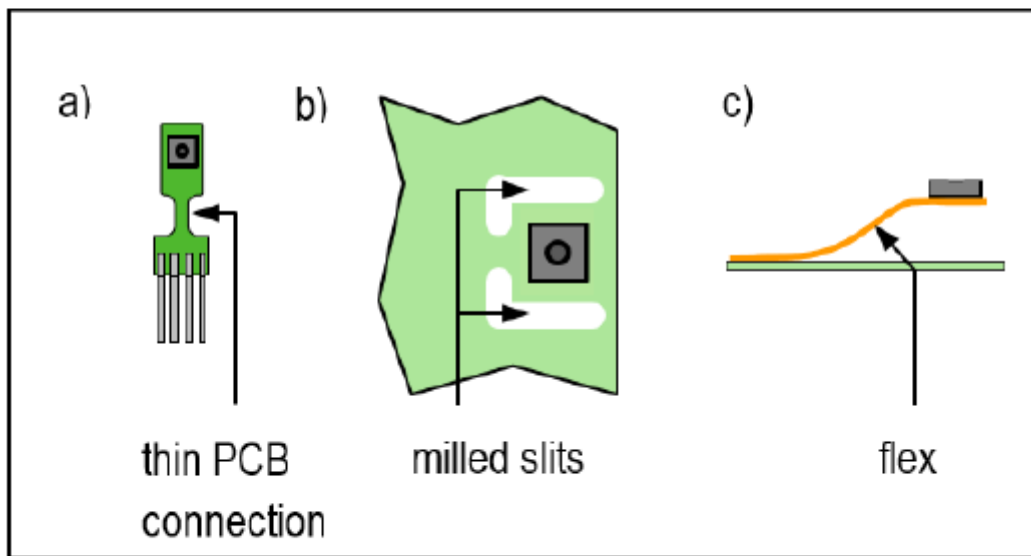 a)
b)
c)
thin PCB
connection
milled slits
flex